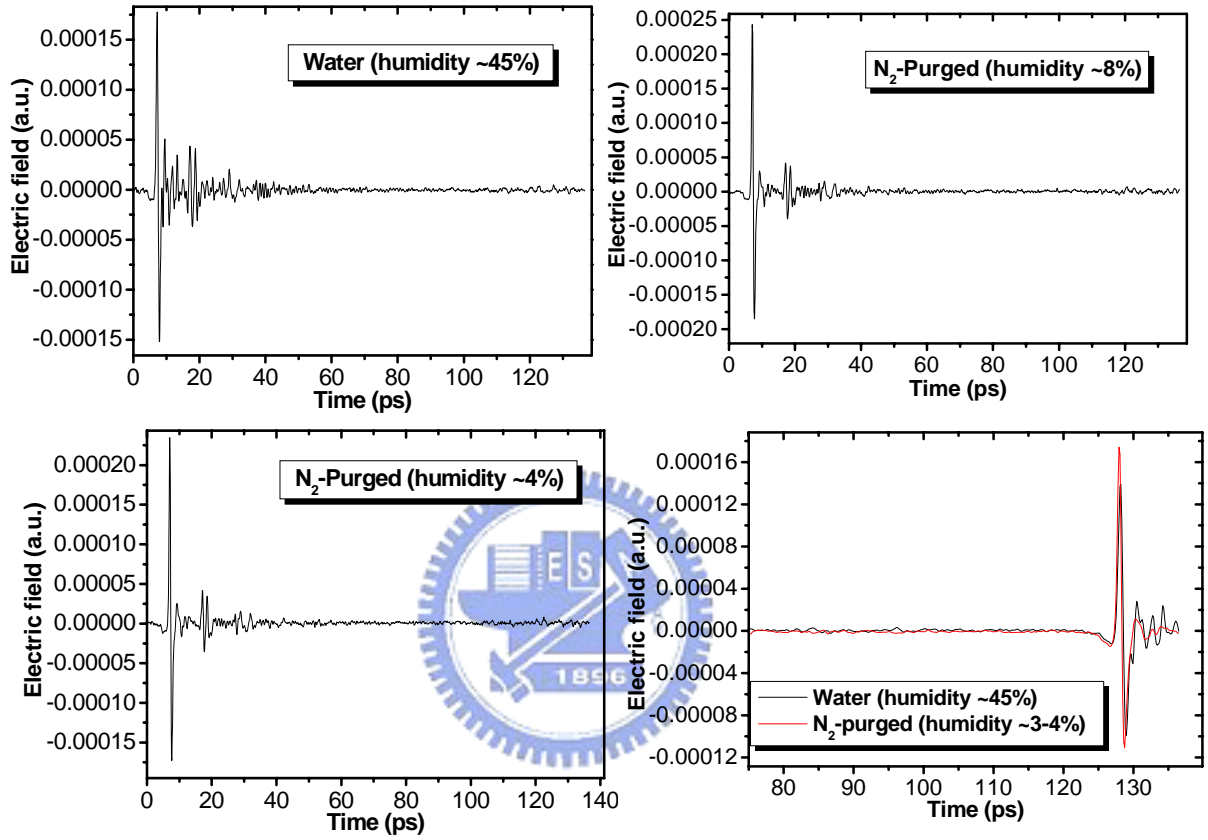 Water (humidity ~45%)
Electric field (a.u.)
0.00015
0.00010
0.00005
0.00000
-0.00005
-0.00010
-0.00015
0 20 40 60 80 100 120
Time (ps)
N2-Purged (humidity ~8%)
Electric field (a.u.)
0.00025
0.00020
0.00015
0.00010
0.00005
0.00000
-0.00005
-0.00010
-0.00015
-0.00020
0 20 40 60 80 100 120
Time (ps)
N2-Purged (humidity ~4%)
Electric field (a.u.)
0.00020
0.00015
0.00010
0.00005
0.00000
-0.00005
-0.00010
-0.00015
0 20 40 60 80 100 120 140
Time (ps)
Electric field (a.u.)
0.00016
0.00012
0.00008
0.00004
0.00000
-0.00004
-0.00008
-0.00012
Water (humidity ~45%)
N2-purged (humidity ~3-4%)
80 90 100 110 120 130
Time (ps)
E S
1896